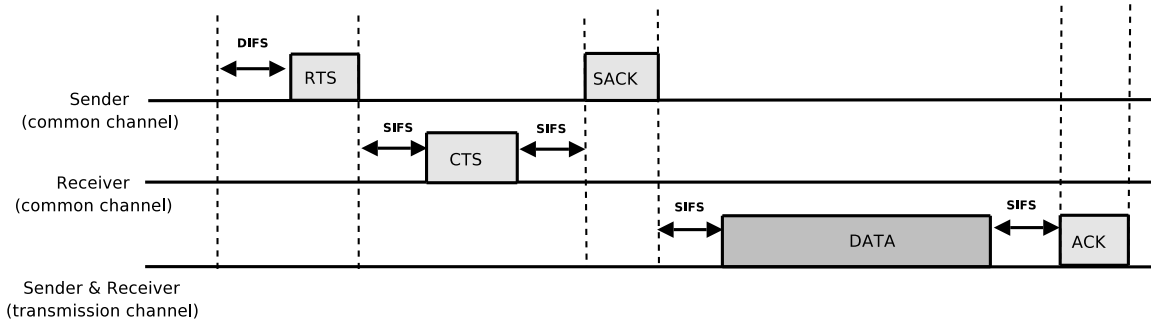 DIFS
RTS
SACK
Sender
(common channel)
SIFS
CTS
SIFS
Receiver
(common channel)
SIFS
DATA
SIFS
ACK
Sender & Receiver
(transmission channel)